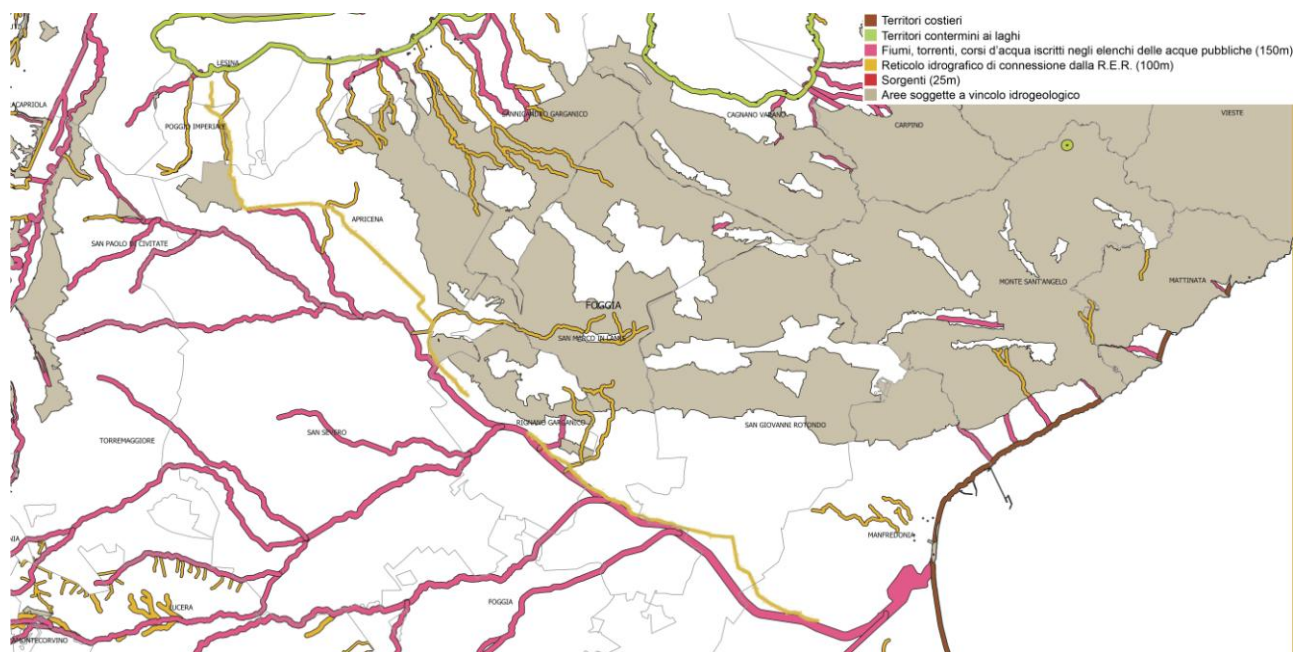 Territori costieri
Territori contermini ai laghi
Fiumi, torrenti, corsi d'acqua iscritti negli elenchi delle acque pubbliche (150m)
Reticolo idrografico di connessione dalla R.E.R. (100m)
Sorgenti (25m)
Aree soggette a vincolo idrogeologico
LESINA
ACAPRIOLA
POGGIO IMPERIALE
SANNICANDRO GARGANICO
CAGNANO VARANO
CARPINO
VIESTE
APRICENA
SAN PAOLO DI CIVITATE
MONTE SANT'ANGELO
MATTINATA
FOGGIA
SAN MARCO IN LAMIS
TORREMAGGIORE
SAN SEVERO
RIGNANO GARGANICO
SAN GIOVANNI ROTONDO
MANFREDONIA
LUCERA
FOGGIA
MONTECORVINO